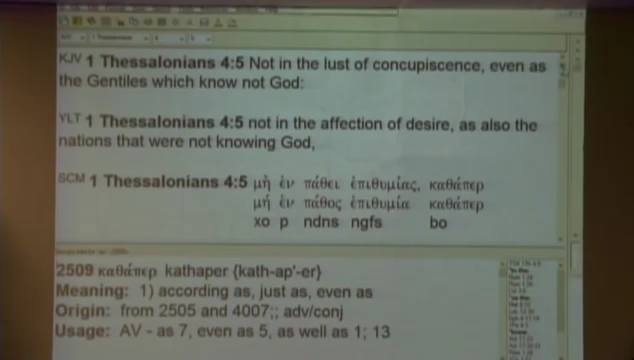 KJV 1 Thessalonians 4:5 Not in the lust of concupiscence, even as
the Gentiles which know not God:
YLT 1 Thessalonians 4:5 not in the affection of desire, as also the
nations that were not knowing God,
SCM 1 Thessalonians 4:5 μὴ ἐν πάθει ἐπιθυμίας, καθάπερ
μή ἐν πάθος ἐπιθυμία καθάπερ
xo p ndns ngfs bo
2509 καθάπερ kathaper {kath-ap'-er}
Meaning: 1) according as, just as, even as
Origin: from 2505 and 4007;; adv/conj
Usage: AV - as 7, even as 5, as well as 1; 13